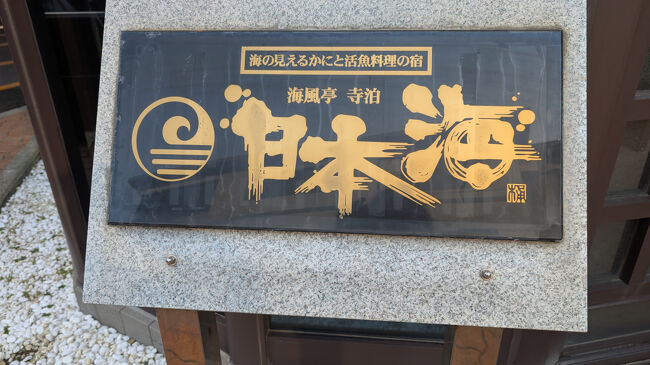 海の見えるかにと活魚料理の宿
海風亭 寺泊
日本海